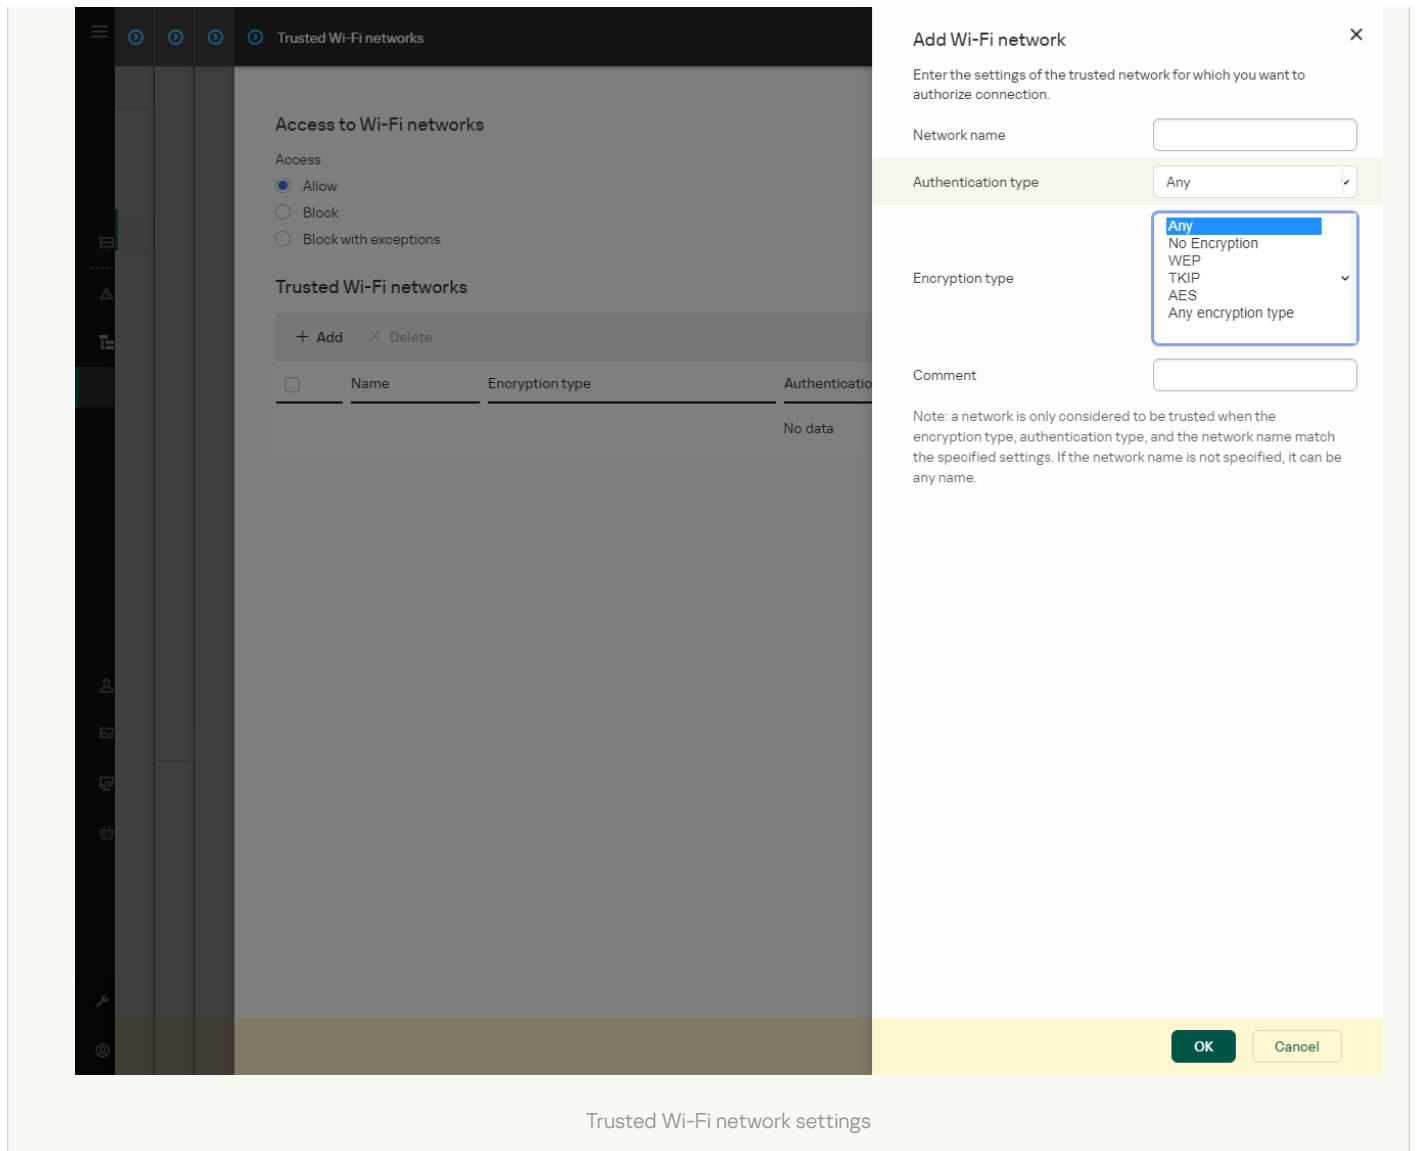 Trusted Wi-Fi networks
Access to Wi-Fi networks
Access
Allow
Block
Block with exceptions
Trusted Wi-Fi networks
+ Add
× Delete
Name
Encryption type
Authenticatio
No data
Add Wi-Fi network
Enter the settings of the trusted network for which you want to
authorize connection.
Network name
Authentication type
Any
Encryption type
Any
No Encryption
WEP
TKIP
AES
Any encryption type
Comment
Note: a network is only considered to be trusted when the
encryption type, authentication type, and the network name match
the specified settings. If the network name is not specified, it can be
any name.
OK
Cancel
Trusted Wi-Fi network settings